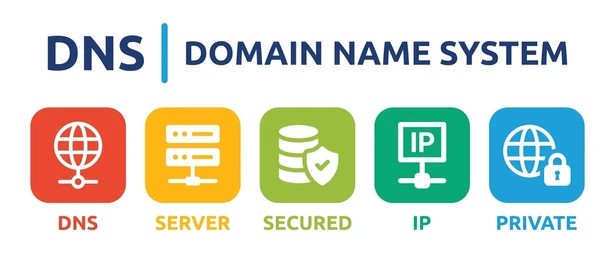 DNS | DOMAIN NAME SYSTEM
IP
DNS SERVER SECURED IP PRIVATE